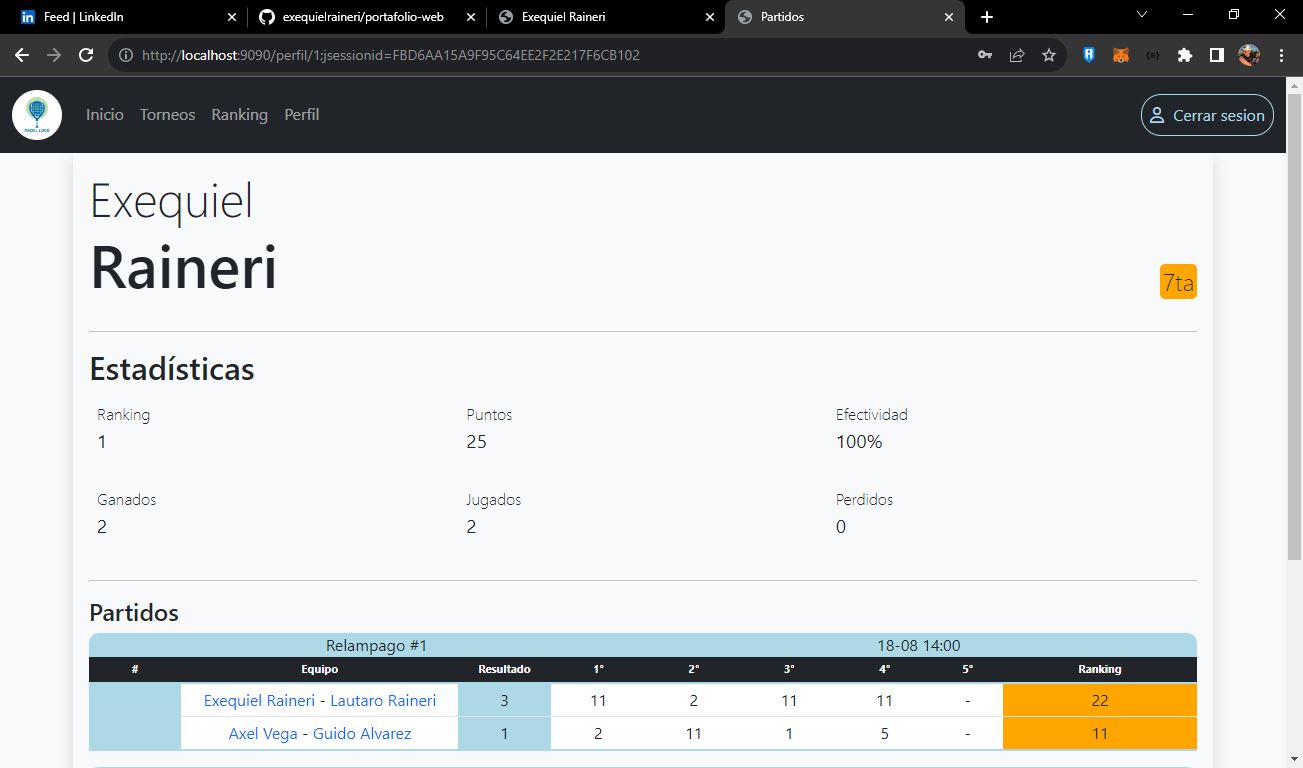 Feed | LinkedIn
exequielraineri/portafolio-web
Exequiel Raineri
Partidos
http://localhost:9090/perfil/1;jsessionid=FBD6AA15A9F95C64EE2F2E217F6CB102
PADEL LOGO
Inicio Torneos Ranking Perfil
Cerrar sesion
Exequiel
Raineri
7ta
Estadísticas
Ranking Puntos Efectividad
1 25 100%
Ganados Jugados Perdidos
2 2 0
Partidos
Relampago #1 18-08 14:00
# Equipo Resultado 1° 2° 3° 4° 5° Ranking
Exequiel Raineri - Lautaro Raineri 3 11 2 11 11 - 22
Axel Vega - Guido Alvarez 1 2 11 1 5 - 11